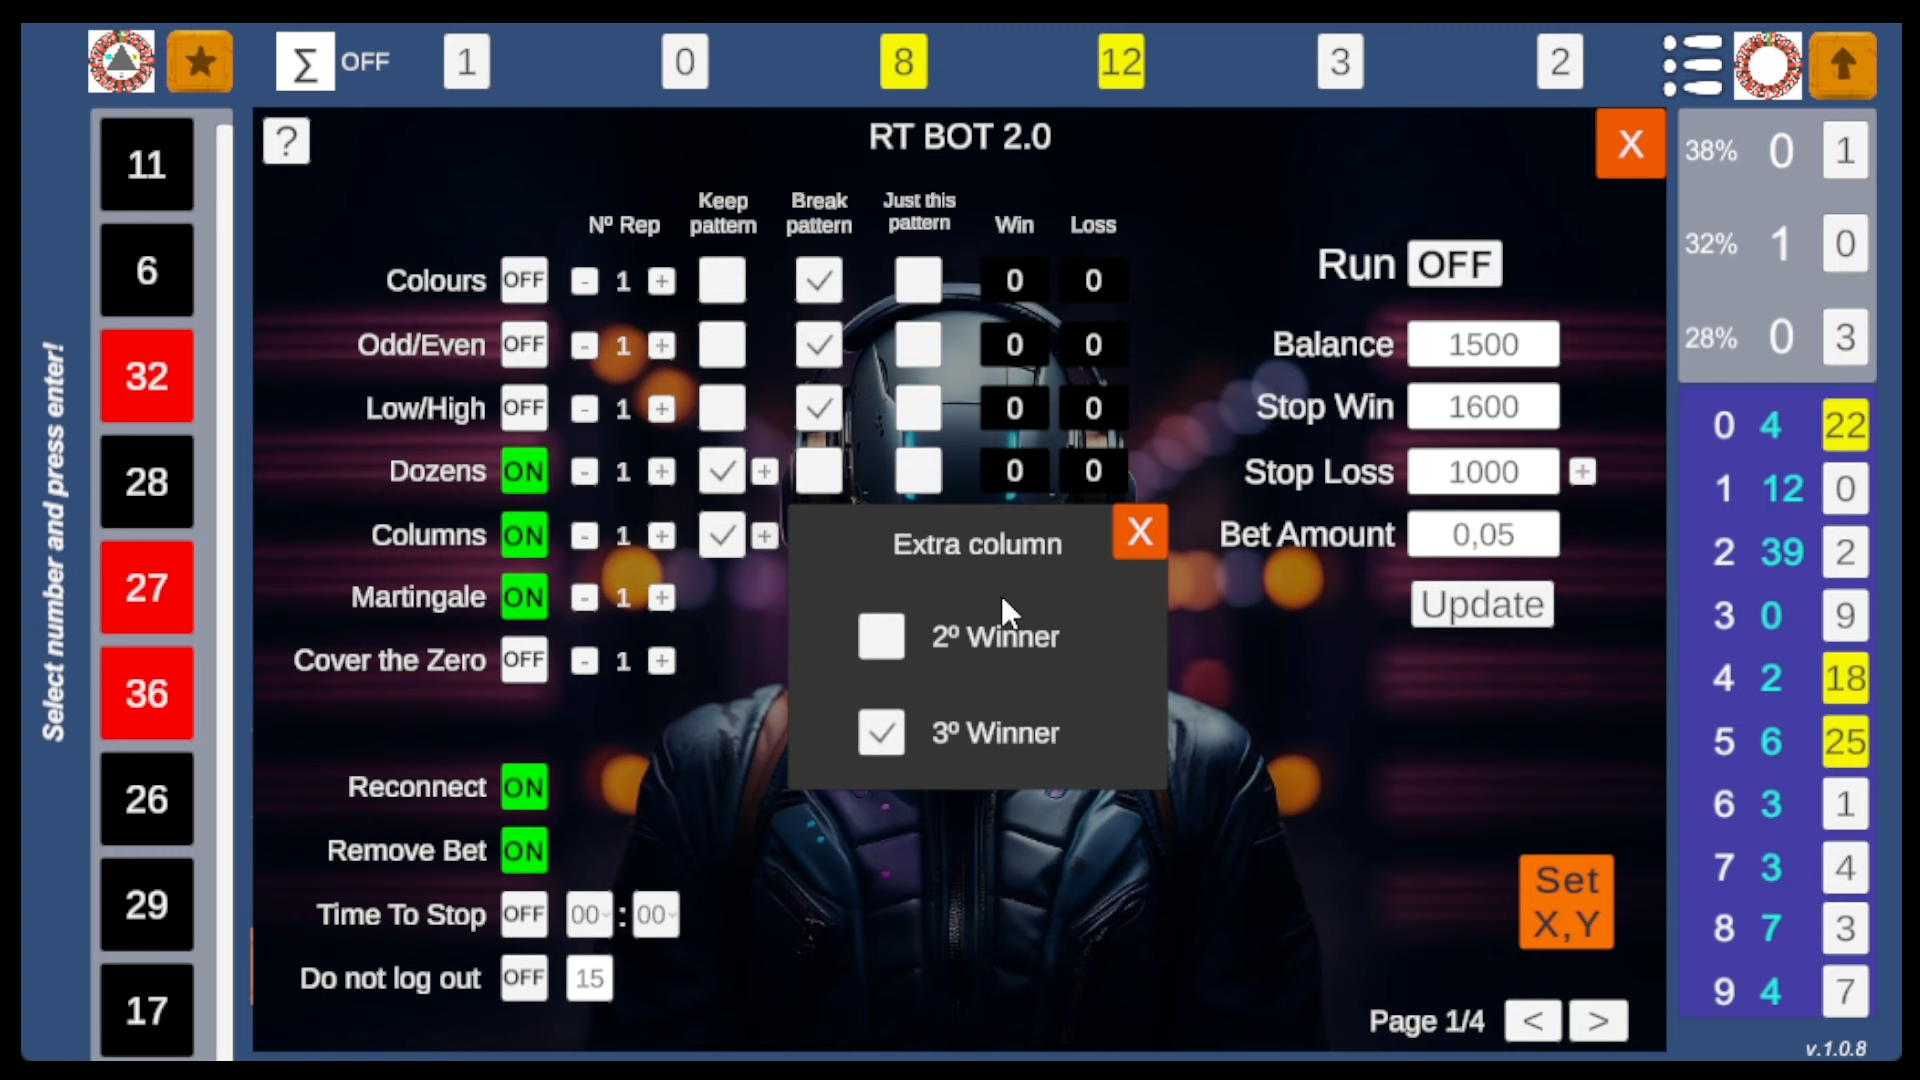 Σ OFF 1 0 8 12 3 2
Select number and press enter!
11
6
32
28
27
36
26
29
17
?
RT BOT 2.0
X
Nº Rep Keep pattern Break pattern Just this pattern Win Loss
Colours OFF - 1 + 0 0
Odd/Even OFF - 1 + 0 0
Low/High OFF - 1 + 0 0
Dozens ON - 1 + + 0 0
Columns ON - 1 + +
Martingale ON - 1 +
Cover the Zero OFF - 1 +
Reconnect ON
Remove Bet ON
Time To Stop OFF 00 : 00
Do not log out OFF 15
Extra column X
2º Winner
3º Winner
Run OFF
Balance 1500
Stop Win 1600
Stop Loss 1000 +
Bet Amount 0,05
Update
Set
X,Y
Page 1/4 < >
38% 0 1
32% 1 0
28% 0 3
0 4 22
1 12 0
2 39 2
3 0 9
4 2 18
5 6 25
6 3 1
7 3 4
8 7 3
9 4 7
v.1.0.8